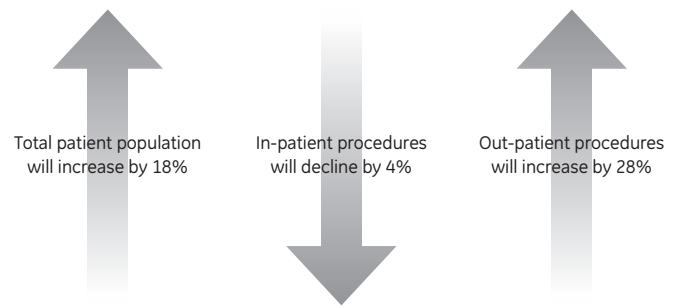 Total patient population
will increase by 18%
In-patient procedures
will decline by 4%
Out-patient procedures
will increase by 28%